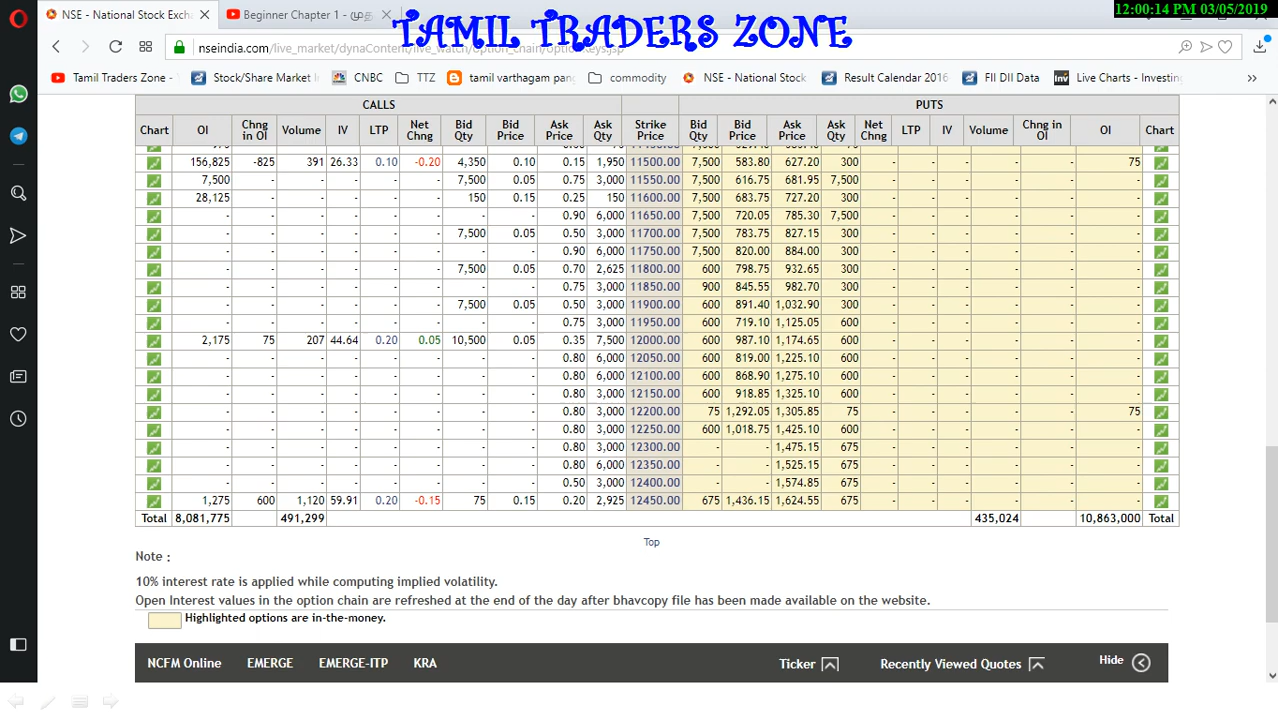 12:00:14 PM 03/05/2019
TAMIL TRADERS ZONE
NSE - National Stock Excha
Beginner Chapter 1 - (முத
nseindia.com/live_market/dynaContent/live_watch/option_chain/optionKeys.jsp
Tamil Traders Zone - Stock/Share Market I CNBC TTZ tamil varthagam pang commodity NSE - National Stock Result Calendar 2016 FII DII Data Inv Live Charts - Investin »
CALLS PUTS
Chart OI Chng in OI Volume IV LTP Net Chng Bid Qty Bid Price Ask Price Ask Qty Strike Price Bid Qty Bid Price Ask Price Ask Qty Net Chng LTP IV Volume Chng in OI OI Chart
156,825 -825 391 26.33 0.10 -0.20 4,350 0.10 0.15 1,950 11500.00 7,500 583.80 627.20 300 - - - - - 75
7,500 - - - - - 7,500 0.05 0.75 3,000 11550.00 7,500 616.75 681.95 7,500 - - - - - -
28,125 - - - - - 150 0.15 0.25 150 11600.00 7,500 683.75 727.20 300 - - - - - -
- - - - - - - - 0.90 6,000 11650.00 7,500 720.05 785.30 7,500 - - - - - -
- - - - - - 7,500 0.05 0.50 3,000 11700.00 7,500 783.75 827.15 300 - - - - - -
- - - - - - - - 0.90 6,000 11750.00 7,500 820.00 884.00 300 - - - - - -
- - - - - - 7,500 0.05 0.70 2,625 11800.00 600 798.75 932.65 300 - - - - - -
- - - - - - - - 0.75 3,000 11850.00 900 845.55 982.70 300 - - - - - -
- - - - - - 7,500 0.05 0.50 3,000 11900.00 600 891.40 1,032.90 300 - - - - - -
- - - - - - - - 0.75 3,000 11950.00 600 719.10 1,125.05 600 - - - - - -
2,175 75 207 44.64 0.20 0.05 10,500 0.05 0.35 7,500 12000.00 600 987.10 1,174.65 600 - - - - - -
- - - - - - - - 0.80 6,000 12050.00 600 819.00 1,225.10 600 - - - - - -
- - - - - - - - 0.80 6,000 12100.00 600 868.90 1,275.10 600 - - - - - -
- - - - - - - - 0.80 3,000 12150.00 600 918.85 1,325.10 600 - - - - - -
- - - - - - - - 0.80 3,000 12200.00 75 1,292.05 1,305.85 75 - - - - - 75
- - - - - - - - 0.80 3,000 12250.00 600 1,018.75 1,425.10 600 - - - - - -
- - - - - - - - 0.80 3,000 12300.00 - - 1,475.15 675 - - - - - -
- - - - - - - - 0.80 6,000 12350.00 - - 1,525.15 675 - - - - - -
- - - - - - - - 0.50 3,000 12400.00 - - 1,574.85 675 - - - - - -
1,275 600 1,120 59.91 0.20 -0.15 75 0.15 0.20 2,925 12450.00 675 1,436.15 1,624.55 675 - - - - - -
Total 8,081,775 491,299 435,024 10,863,000 Total
Top
Note :
10% interest rate is applied while computing implied volatility.
Open Interest values in the option chain are refreshed at the end of the day after bhavcopy file has been made available on the website.
Highlighted options are in-the-money.
NCFM Online EMERGE EMERGE-ITP KRA Ticker Recently Viewed Quotes Hide